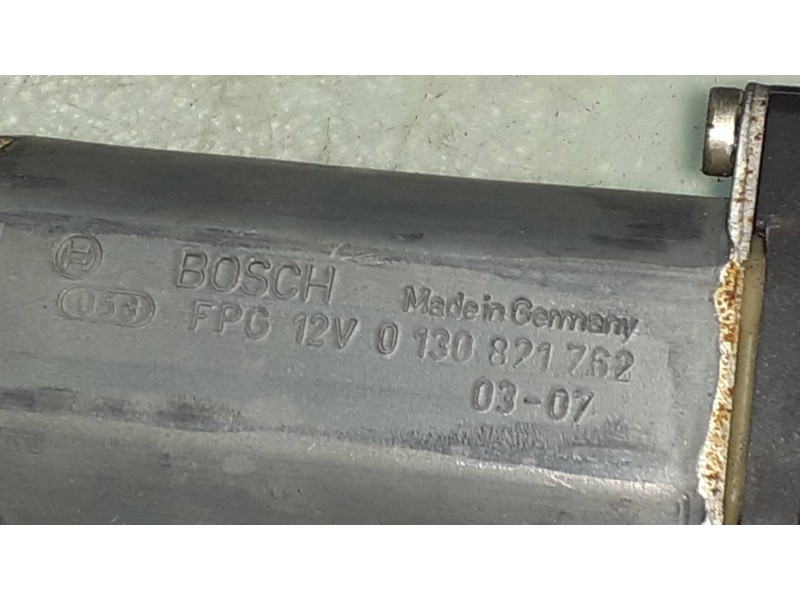 BOSCH Made in Germany
058 FPG 12V 0 130 821 762
03-07